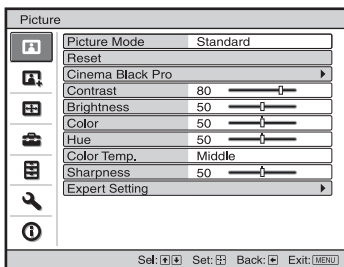 Picture
Picture Mode Standard
Reset
Cinema Black Pro
Contrast 80
Brightness 50
Color 50
Hue 50
Color Temp. Middle
Sharpness 50
Expert Setting
Sel: Set: Back: Exit: MENU